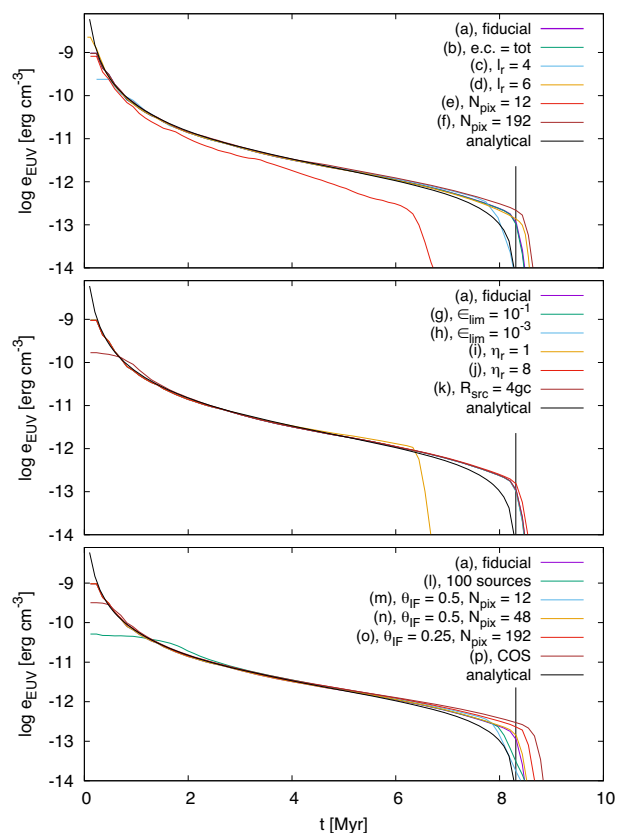 (a), fiducial
(b), e.c. = tot
(c), l_r = 4
(d), l_r = 6
(e), N_pix = 12
(f), N_pix = 192
analytical
log e_EUV [erg cm^-3]
-9
-10
-11
-12
-13
-14
(a), fiducial
(g), ϵ_lim = 10^-1
(h), ϵ_lim = 10^-3
(i), η_r = 1
(j), η_r = 8
(k), R_src = 4gc
analytical
log e_EUV [erg cm^-3]
-9
-10
-11
-12
-13
-14
(a), fiducial
(l), 100 sources
(m), θ_IF = 0.5, N_pix = 12
(n), θ_IF = 0.5, N_pix = 48
(o), θ_IF = 0.25, N_pix = 192
(p), COS
analytical
log e_EUV [erg cm^-3]
-9
-10
-11
-12
-13
-14
0 2 4 6 8 10
t [Myr]